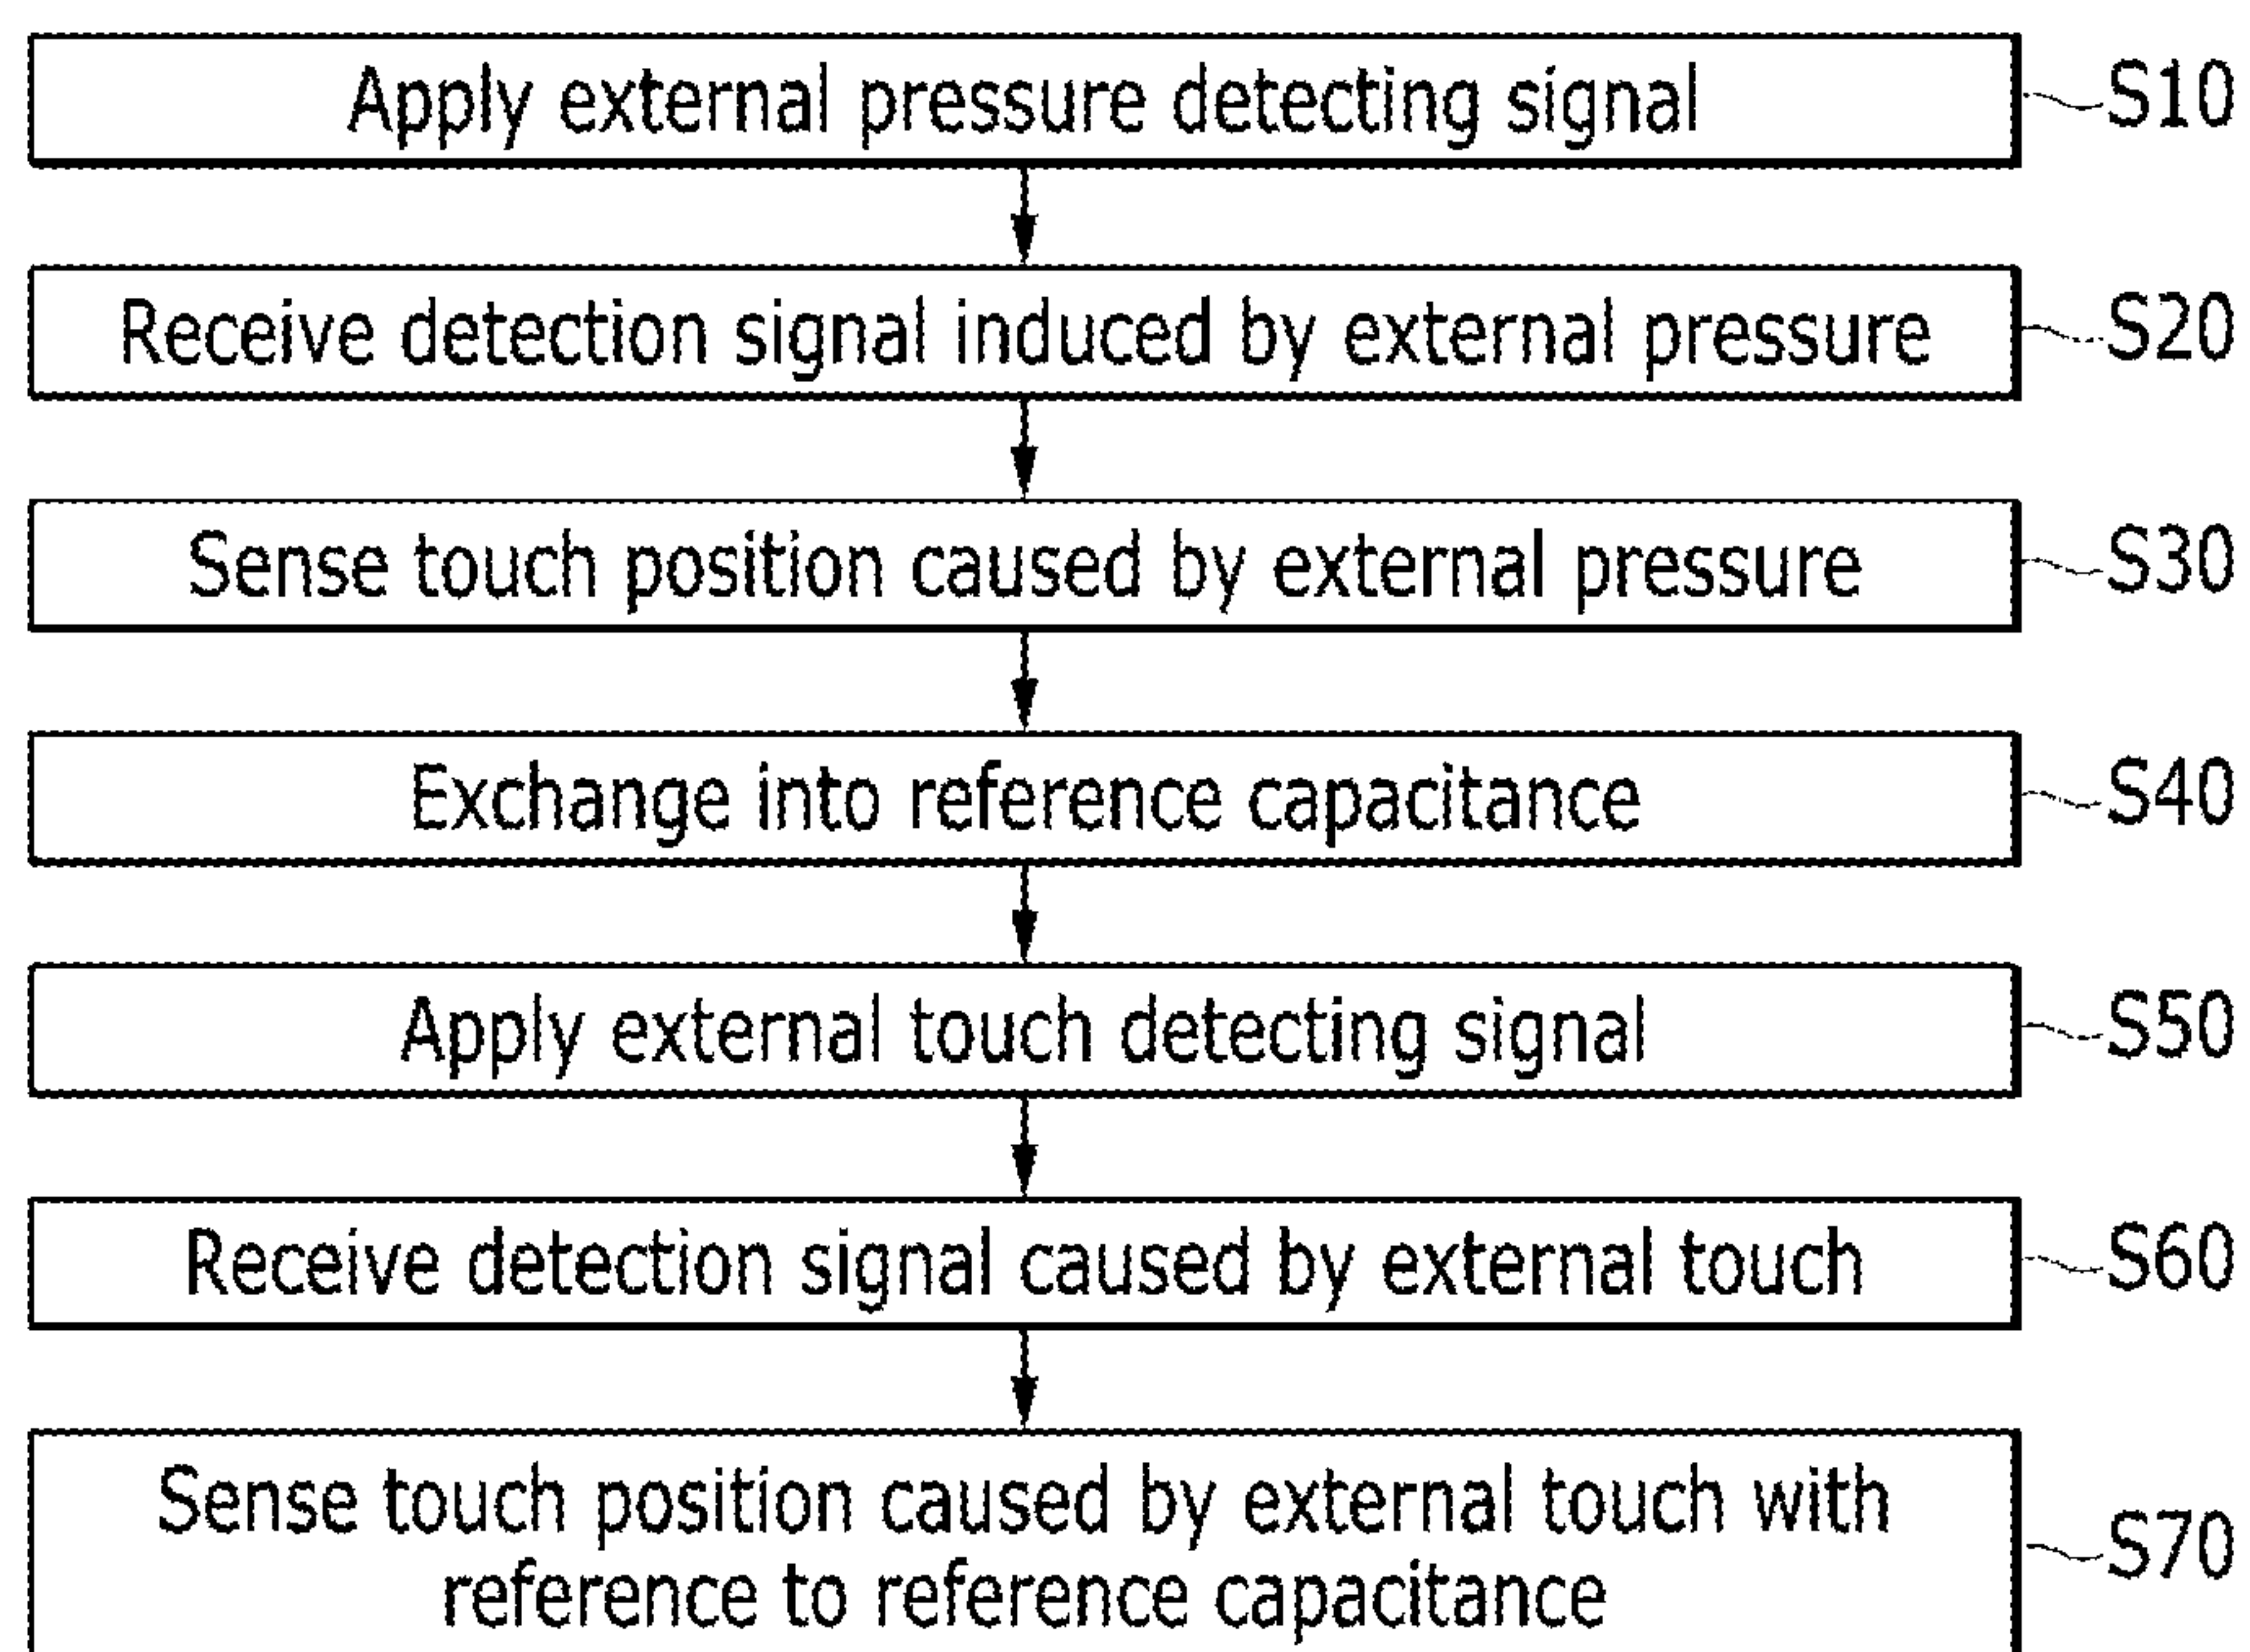 Apply external pressure detecting signal S10
Receive detection signal induced by external pressure S20
Sense touch position caused by external pressure S30
Exchange into reference capacitance S40
Apply external touch detecting signal S50
Receive detection signal caused by external touch S60
Sense touch position caused by external touch with
reference to reference capacitance S70